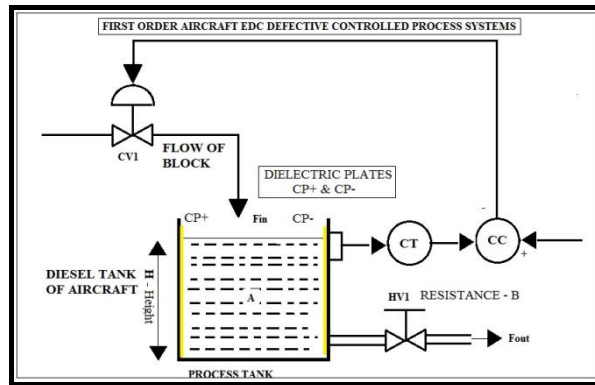 FIRST ORDER AIRCRAFT EDC DEFECTIVE CONTROLLED PROCESS SYSTEMS
CV1
FLOW OF
BLOCK
DIELECTRIC PLATES
CP+ & CP-
CP+
Fin
CP-
CT
-
CC
+
DIESEL TANK
OF AIRCRAFT
H - Height
A
HV1
RESISTANCE - B
Fout
PROCESS TANK